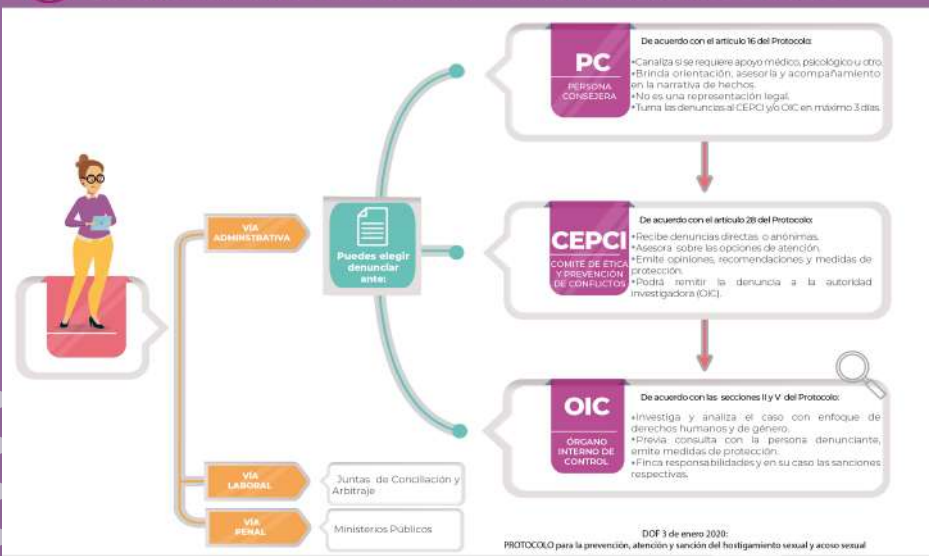 VÍA
ADMINSTRATIVA
Puedes elegir
denunciar
ante:
PC
PERSONA
CONSEJERA
De acuerdo con el artículo 16 del Protocolo:
•Canaliza si se requiere apoyo médico, psicológico u otro.
•Brinda orientación, asesoría y acompañamiento
en la narrativa de hechos.
•No es una representación legal.
•Turna las denuncias al CEPCI y/o OIC en máximo 3 días.
CEPCI
COMITÉ DE ÉTICA
Y PREVENCIÓN
DE CONFLICTOS
De acuerdo con el artículo 28 del Protocolo:
•Recibe denuncias directas o anónimas.
•Asesora sobre las opciones de atención.
•Emite opiniones, recomendaciones y medidas de
protección.
•Podrá remitir la denuncia a la autoridad
investigadora (OIC).
OIC
ÓRGANO
INTERNO DE
CONTROL
De acuerdo con las secciones II y V del Protocolo:
•Investiga y analiza el caso con enfoque de
derechos humanos y de género.
•Previa consulta con la persona denunciante,
emite medidas de protección.
•Finca responsabilidades y en su caso las sanciones
respectivas.
VÍA
LABORAL
Juntas de Conciliación y
Arbitraje
VÍA
PENAL
Ministerios Públicos
DOF 3 de enero 2020:
PROTOCOLO para la prevención, atención y sanción del hostigamiento sexual y acoso sexual